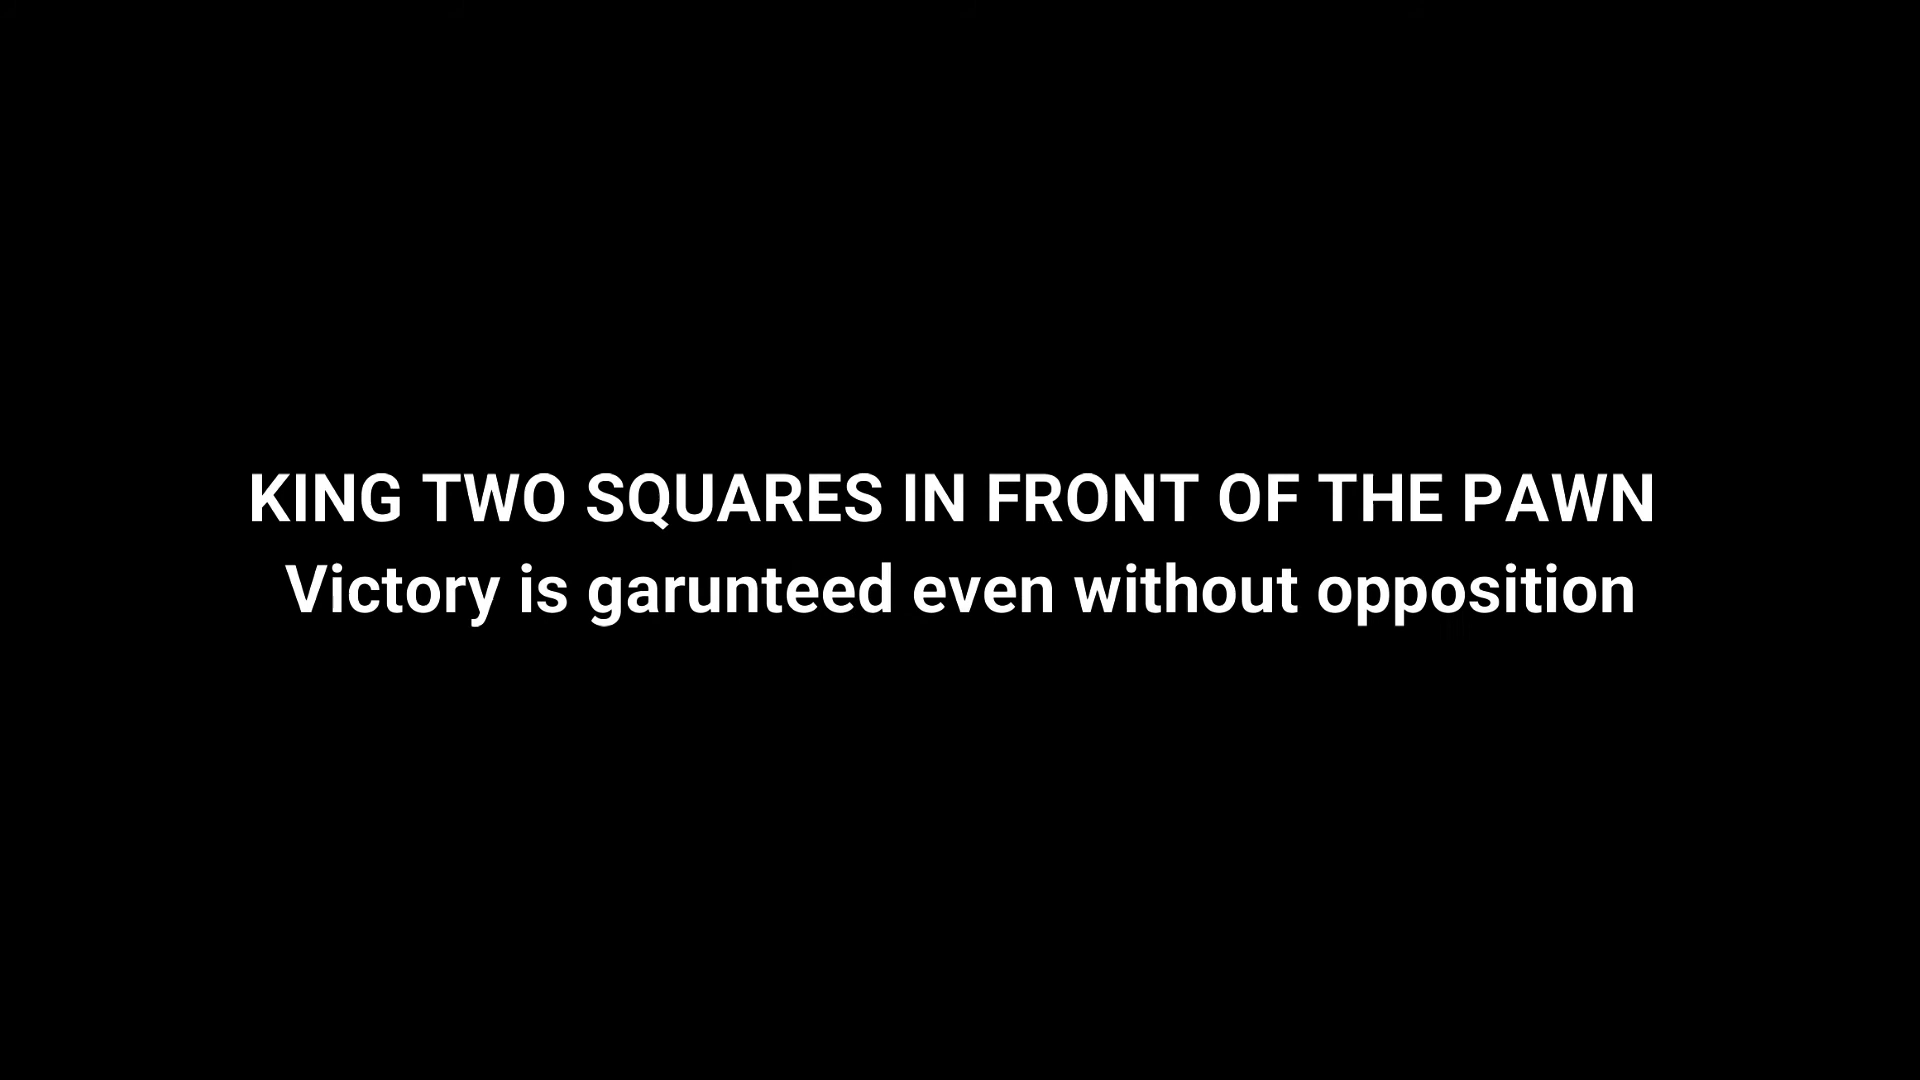 KING TWO SQUARES IN FRONT OF THE PAWN
Victory is garunteed even without opposition